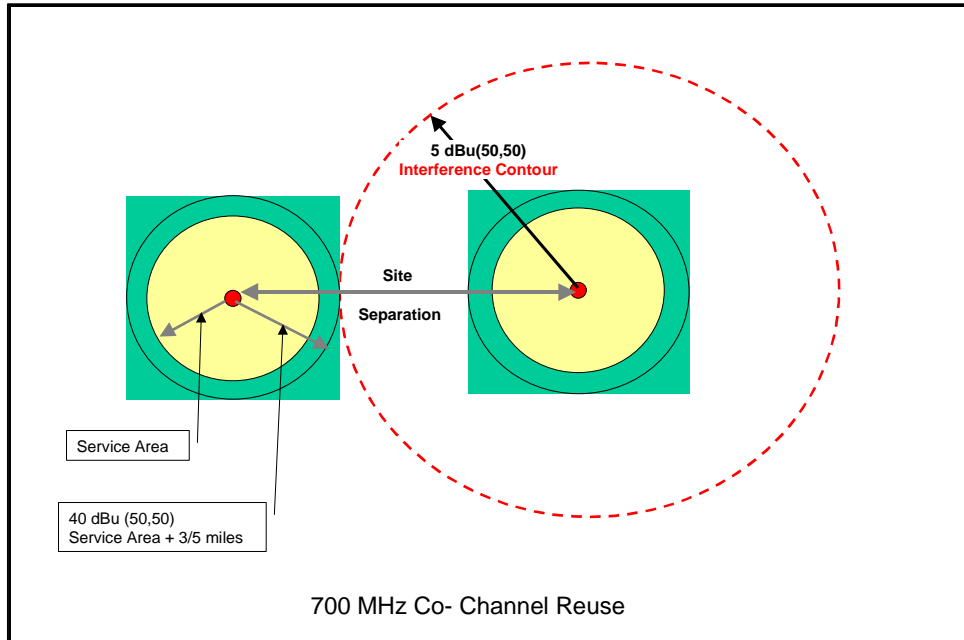 5 dBu(50,50)
Interference Contour
Site
Separation
Service Area
40 dBu (50,50)
Service Area + 3/5 miles
700 MHz Co- Channel Reuse